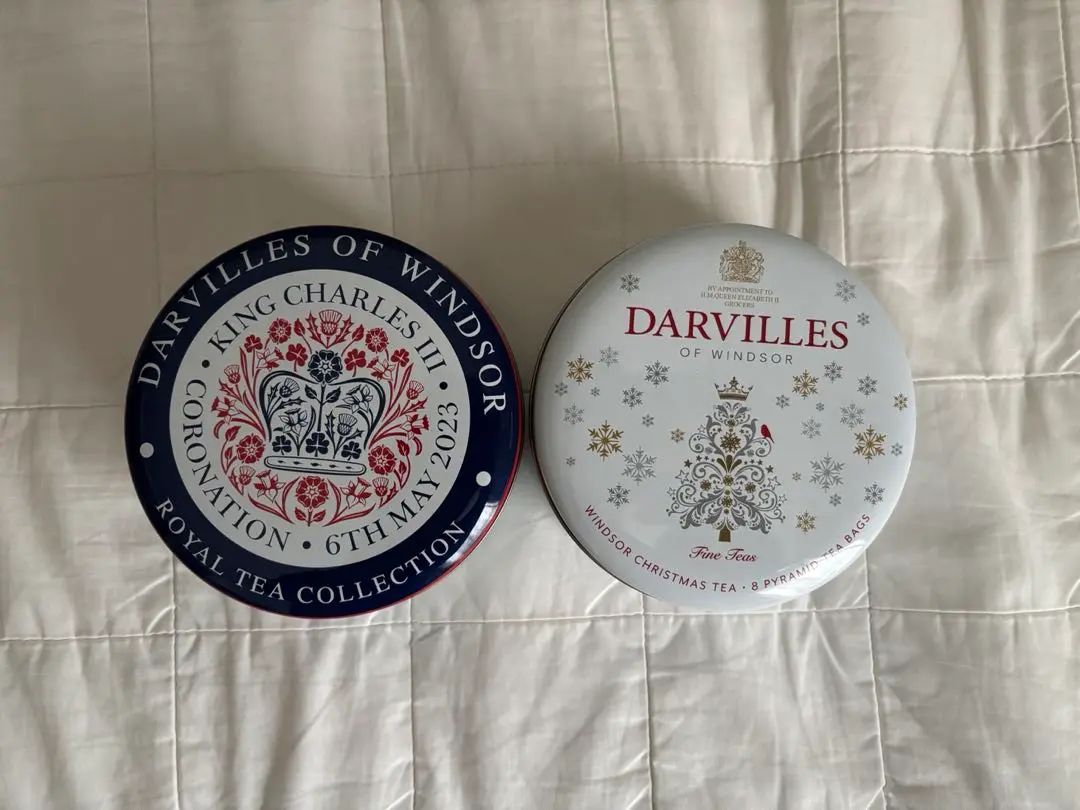 DARVILLES OF WINDSOR
• KING CHARLES III •
CORONATION • 6TH MAY 2023
ROYAL TEA COLLECTION
BY APPOINTMENT TO
H.M.QUEEN ELIZABETH II
GROCERS
DARVILLES
OF WINDSOR
Fine Teas
WINDSOR CHRISTMAS TEA • 8 PYRAMID TEA BAGS